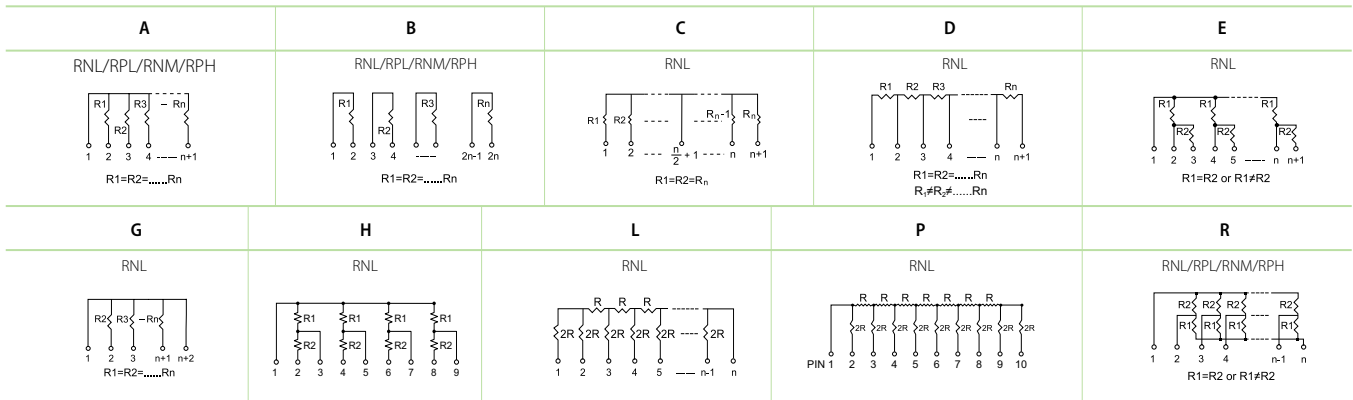 A B C D E
RNL/RPL/RNM/RPH RNL/RPL/RNM/RPH RNL RNL RNL
R1 R2 R3 Rn
1 2 3 4 n+1
R1=R2=......Rn
R1 R2 R3 Rn
1 2 3 4 2n-1 2n
R1=R2=......Rn
R1 R2 Rn-1 Rn
1 2 n/2 + 1 n n+1
R1=R2=Rn
R1 R2 R3 Rn
1 2 3 4 n n+1
R1=R2=......Rn
R1≠R2≠......Rn
R1 R1 R1
R2 R2 R2
1 2 3 4 5 n n+1
R1=R2 or R1≠R2
G H L P R
RNL RNL RNL RNL RNL/RPL/RNM/RPH
R2 R3 Rn
1 2 3 n+1 n+2
R1=R2=......Rn
R1 R1 R1 R1
R2 R2 R2 R2
1 2 3 4 5 6 7 8 9
R R R
2R 2R 2R 2R 2R 2R
1 2 3 4 5 n-1 n
R R R R R R R
2R 2R 2R 2R 2R 2R 2R 2R 2R
PIN 1 2 3 4 5 6 7 8 9 10
R2 R2 R2 R2
R1 R1 R1 R1
1 2 3 4 n-1 n
R1=R2 or R1≠R2